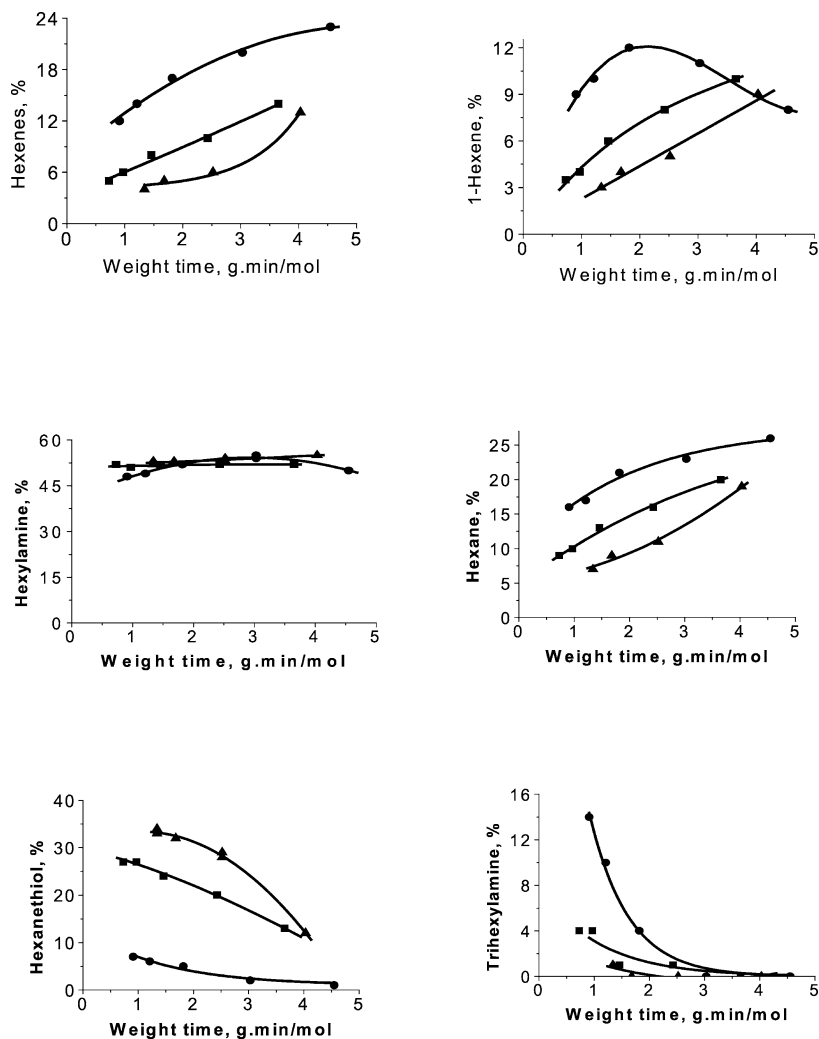 Hexenes, %
24
18
12
6
0
0 1 2 3 4 5
Weight time, g.min/mol
1-Hexene, %
12
9
6
3
0
0 1 2 3 4 5
Weight time, g.min/mol
Hexylamine, %
60
45
30
15
0
0 1 2 3 4 5
Weight time, g.min/mol
Hexane, %
25
20
15
10
5
0
0 1 2 3 4 5
Weight time, g.min/mol
Hexanethiol, %
40
30
20
10
0
0 1 2 3 4 5
Weight time, g.min/mol
Trihexylamine, %
16
12
8
4
0
0 1 2 3 4 5
Weight time, g.min/mol